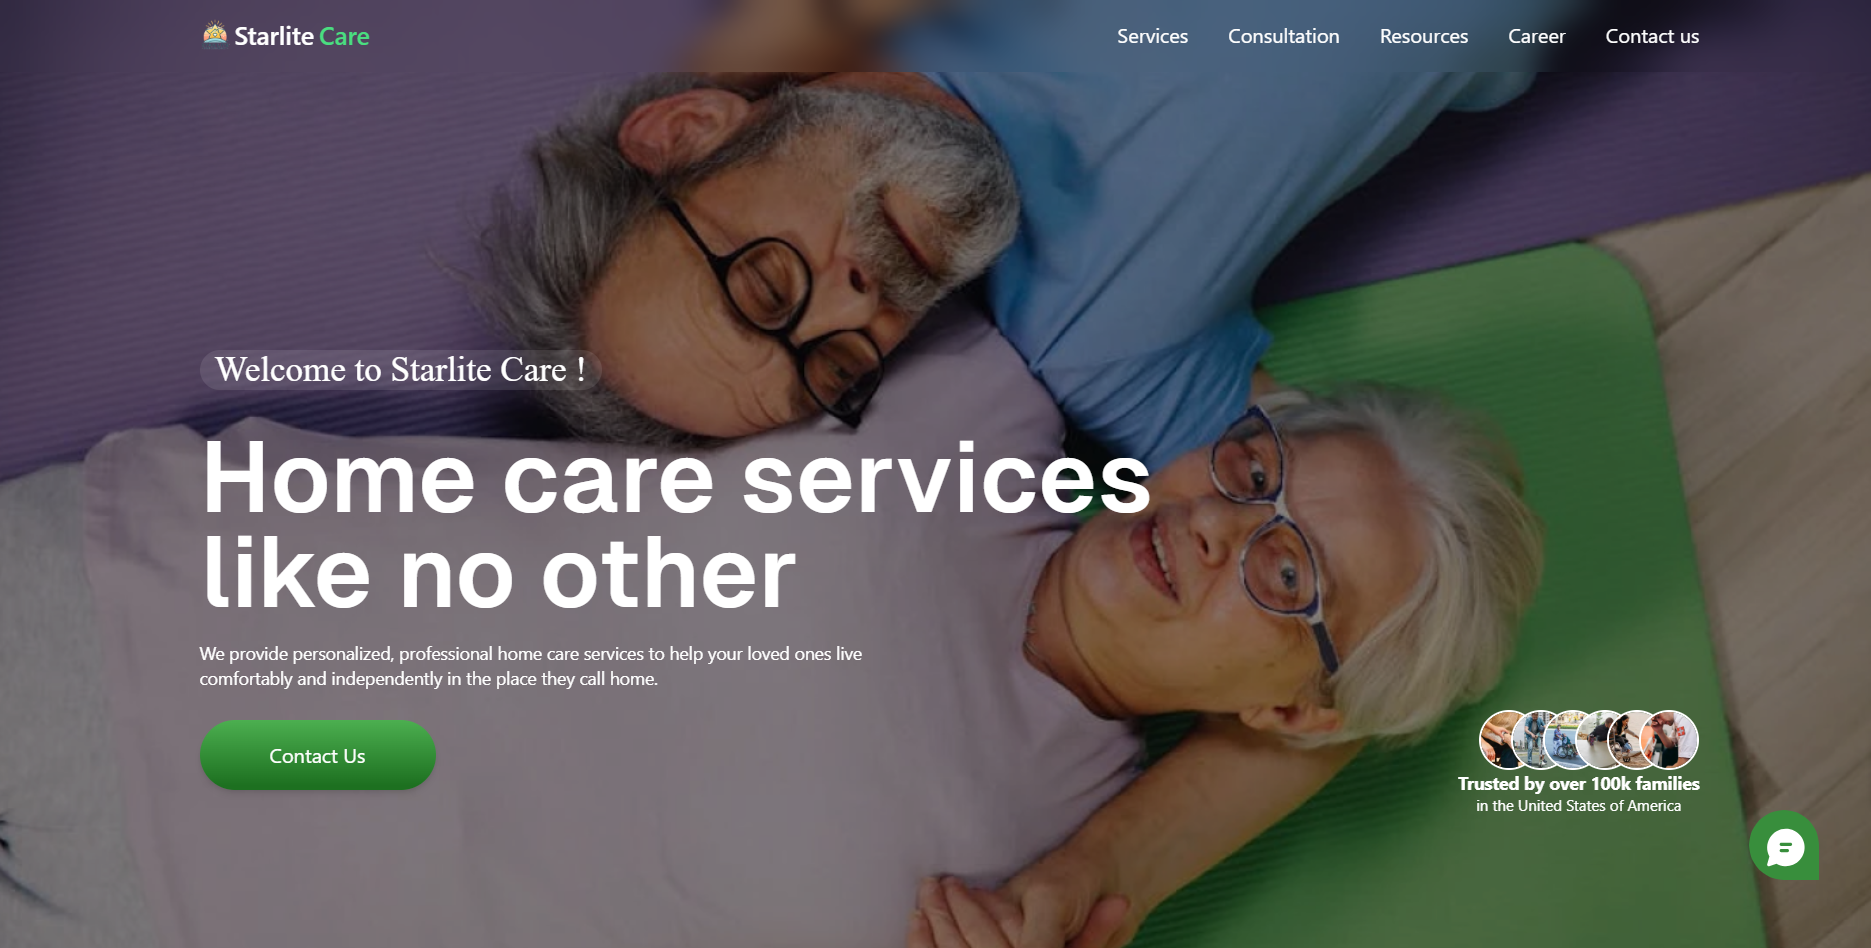 Starlite Care
Services
Consultation
Resources
Career
Contact us
Welcome to Starlite Care !
Home care services
like no other
We provide personalized, professional home care services to help your loved ones live
comfortably and independently in the place they call home.
Contact Us
Trusted by over 100k families
in the United States of America